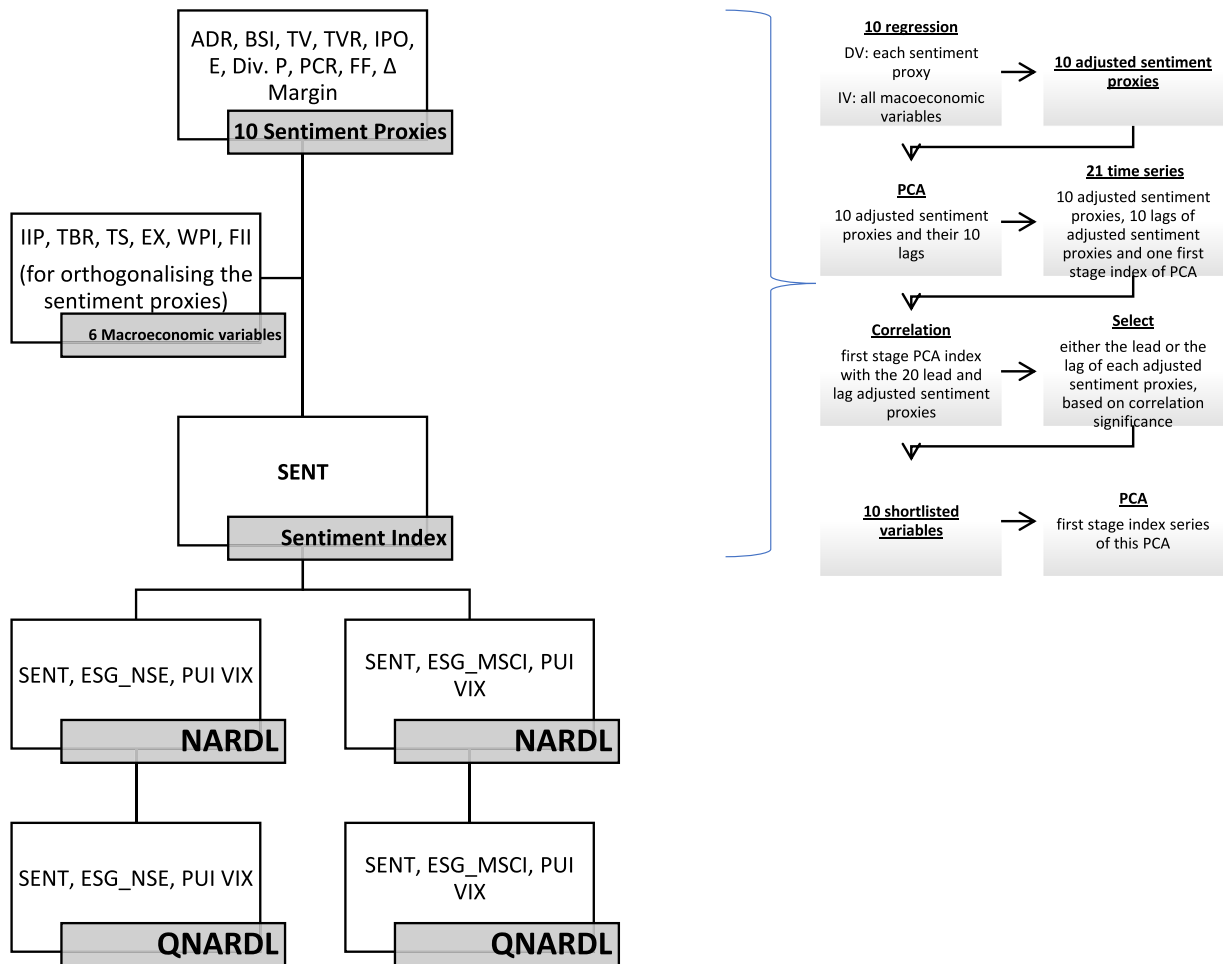 ADR, BSI, TV, TVR, IPO,
E, Div. P, PCR, FF, Δ
Margin
10 Sentiment Proxies
IIP, TBR, TS, EX, WPI, FII
(for orthogonalising the
sentiment proxies)
6 Macroeconomic variables
SENT
Sentiment Index
SENT, ESG_NSE, PUI VIX
NARDL
SENT, ESG_MSCI, PUI
VIX
NARDL
SENT, ESG_NSE, PUI VIX
QNARDL
SENT, ESG_MSCI, PUI
VIX
QNARDL
10 regression
DV: each sentiment
proxy
IV: all macoeconomic
variables
10 adjusted sentiment
proxies
PCA
10 adjusted sentiment
proxies and their 10
lags
21 time series
10 adjusted sentiment
proxies, 10 lags of
adjusted sentiment
proxies and one first
stage index of PCA
Correlation
first stage PCA index
with the 20 lead and
lag adjusted sentiment
proxies
Select
either the lead or the
lag of each adjusted
sentiment proxies,
based on correlation
significance
10 shortlisted
variables
PCA
first stage index series
of this PCA